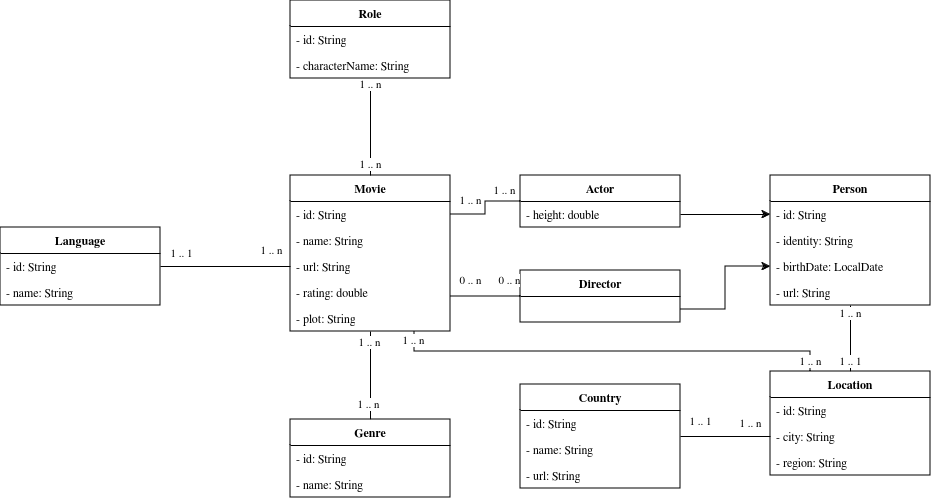 Role
- id: String
- characterName: String
1 .. n
1 .. n
Movie
- id: String
- name: String
- url: String
- rating: double
- plot: String
1 .. n
1 .. n
Actor
- height: double
Person
- id: String
- identity: String
- birthDate: LocalDate
- url: String
Language
- id: String
- name: String
1 .. 1
1 .. n
0 .. n
0 .. n
Director
1 .. n
1 .. n
1 .. n
1 .. n
1 .. n
1 .. 1
Genre
- id: String
- name: String
Country
- id: String
- name: String
- url: String
1 .. 1
1 .. n
Location
- id: String
- city: String
- region: String